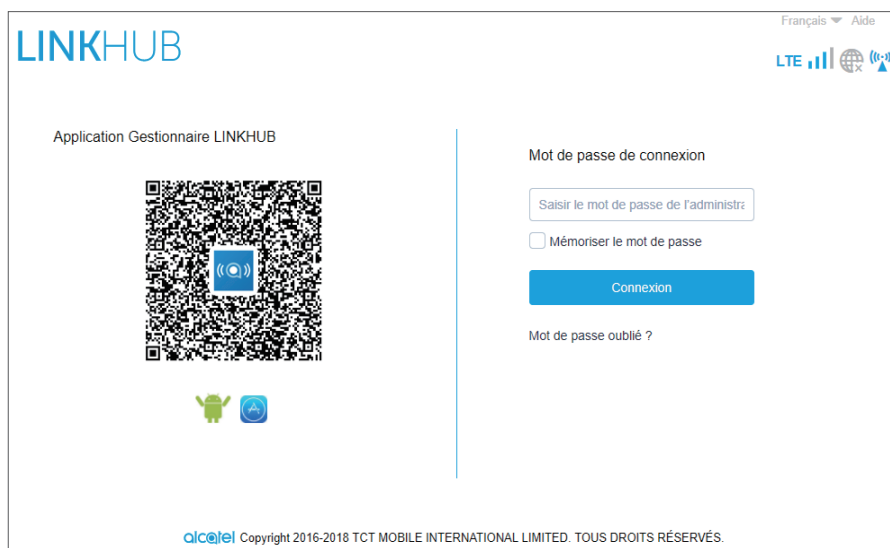 Français Aide
LINKHUB
LTE
Application Gestionnaire LINKHUB
Mot de passe de connexion
Saisir le mot de passe de l'administra
Mémoriser le mot de passe
Connexion
Mot de passe oublié ?
alcatel Copyright 2016-2018 TCT MOBILE INTERNATIONAL LIMITED. TOUS DROITS RÉSERVÉS.